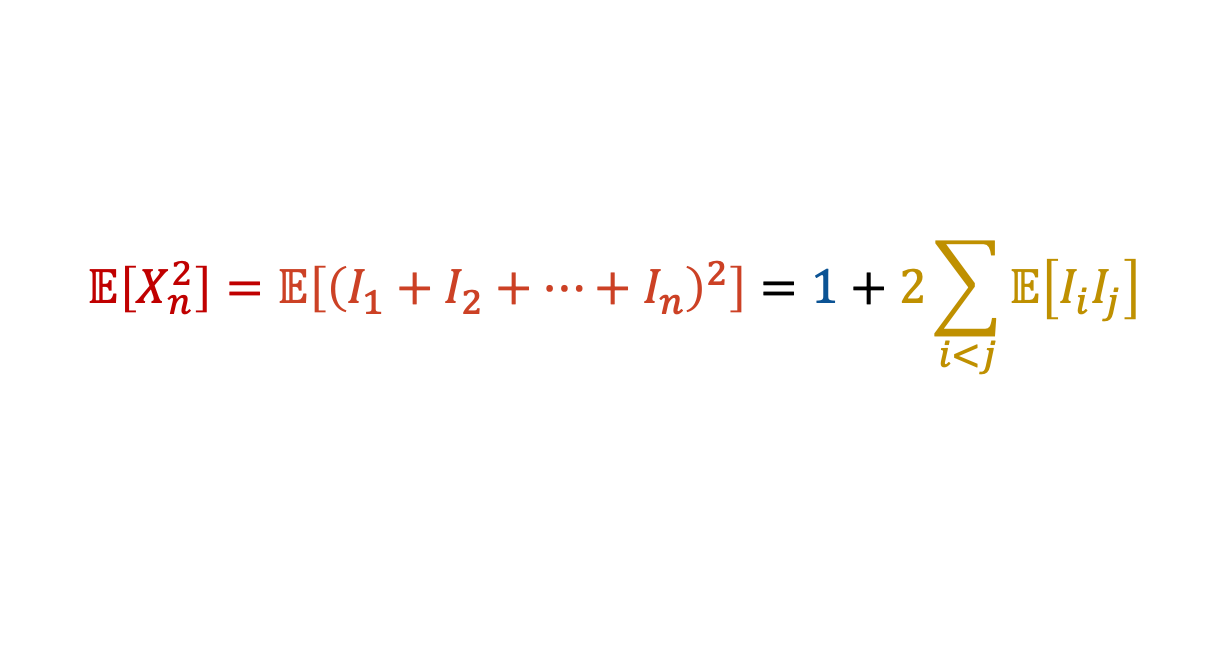 𝔼[X_n^2] = 𝔼[(I_1 + I_2 + ⋯ + I_n)^2] = 1 + 2 ∑_{i<j} 𝔼[I_i I_j]